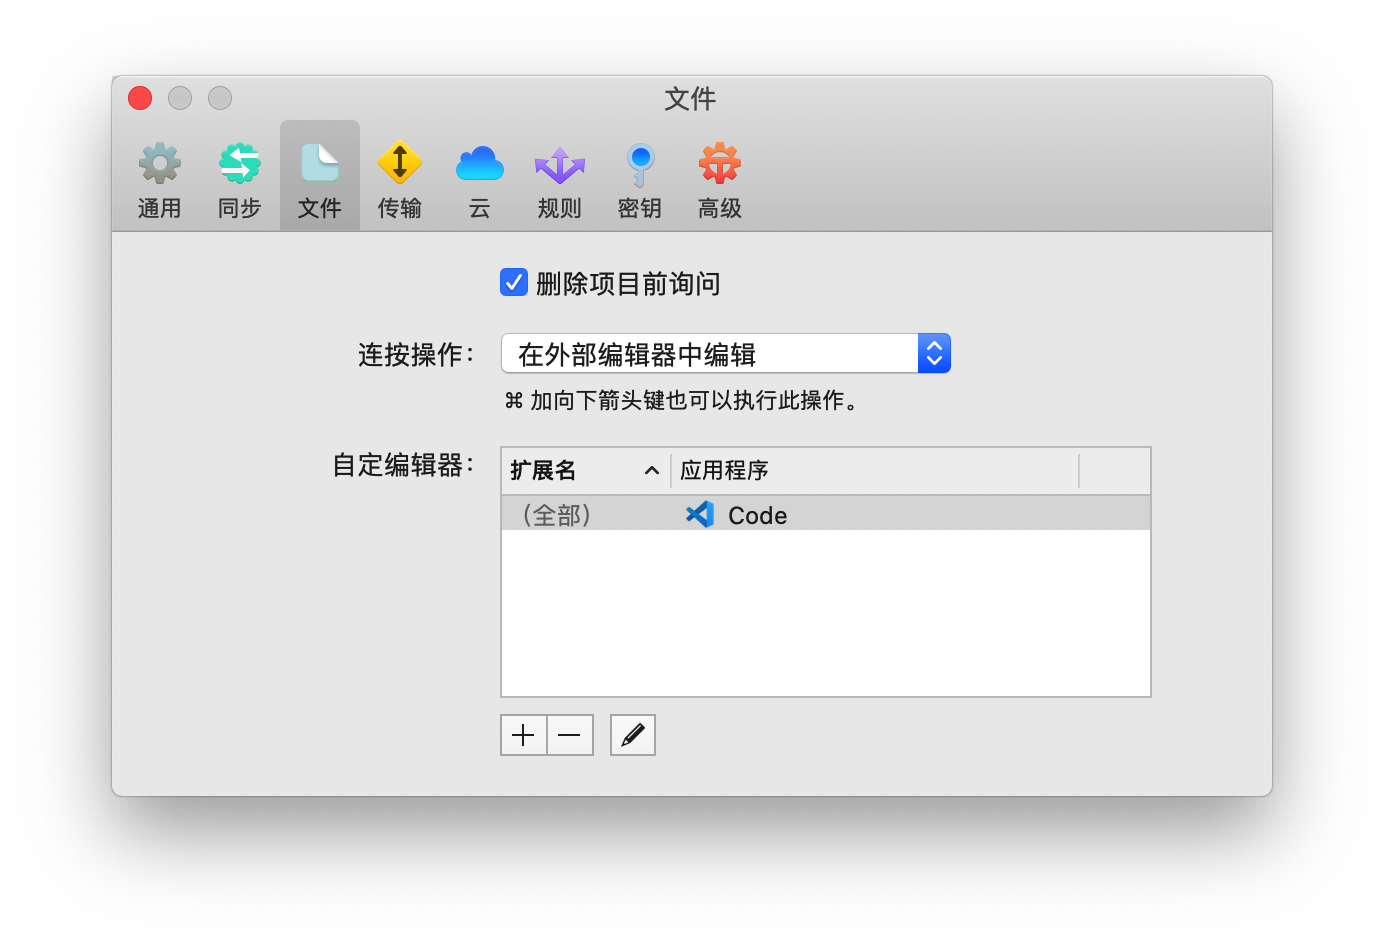 文件
通用 同步 文件 传输 云 规则 密钥 高级
删除项目前询问
连按操作： 在外部编辑器中编辑
⌘ 加向下箭头键也可以执行此操作。
自定编辑器： 扩展名 应用程序
（全部） Code